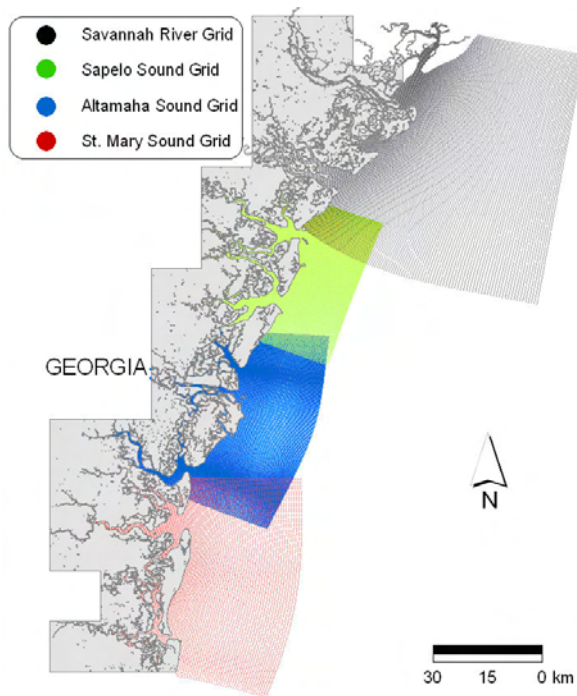 Savannah River Grid
Sapelo Sound Grid
Altamaha Sound Grid
St. Mary Sound Grid
GEORGIA
N
30 15 0 km